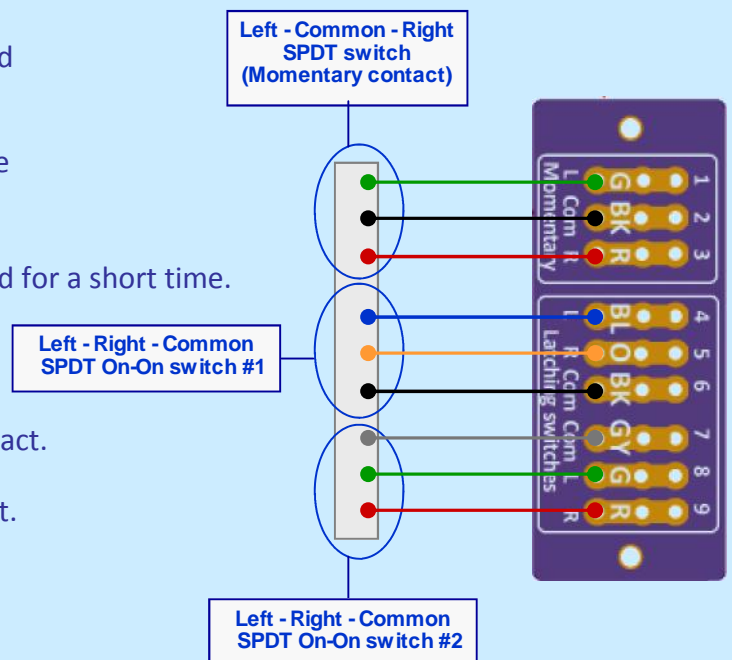 Left - Common - Right
SPDT switch
(Momentary contact)
d
e
d for a short time.
Left - Right - Common
SPDT On-On switch #1
act.
t.
Left - Right - Common
SPDT On-On switch #2
Momentary
L Com R
G BK R
1 2 3
Latching switches
L R Com Com L R
BL O BK GY G R
4 5 6 7 8 9